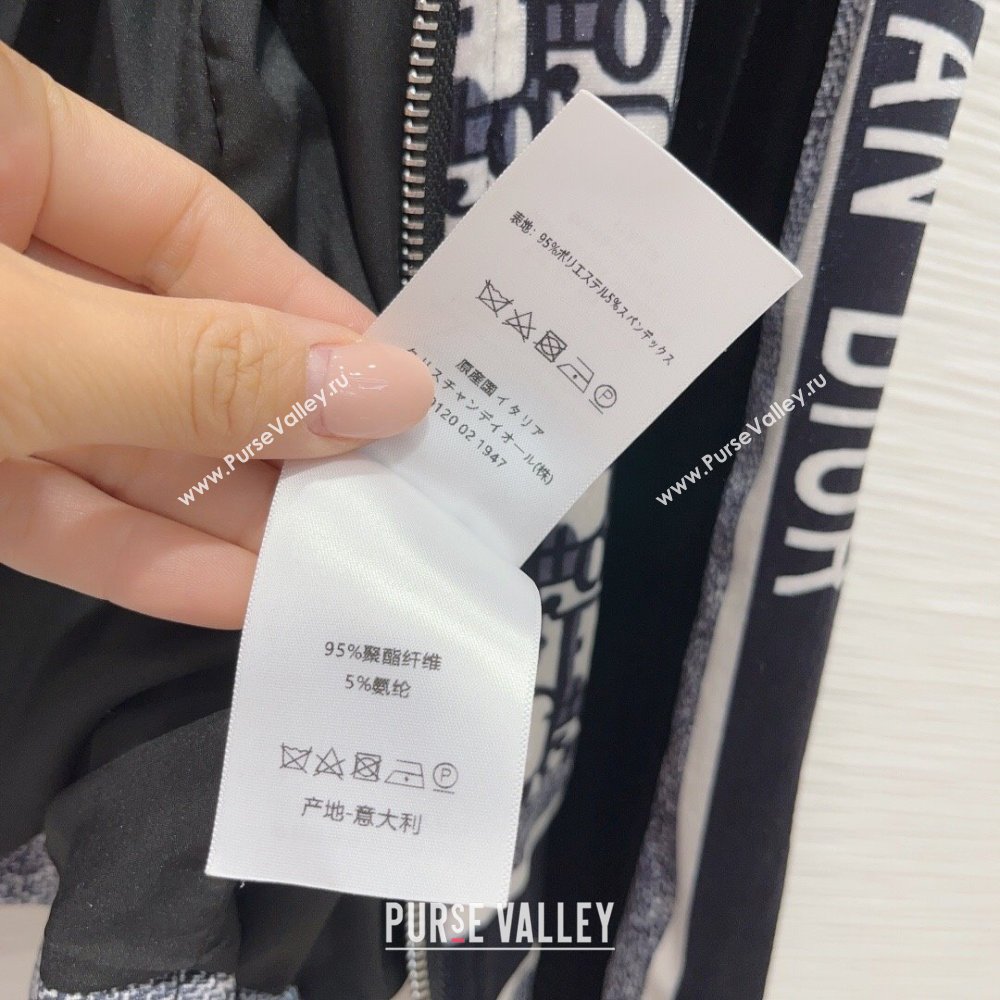 表地: 95%ポリエステル5%スパンデックス
原産国イタリア
クリスチャンディオール(株)
0120 02 1947
95%聚酯纤维
5%氨纶
P
产地-意大利
P
TAN DIOR
www.PurseValley.ru
www.PurseValley.ru
PURSE VALLEY